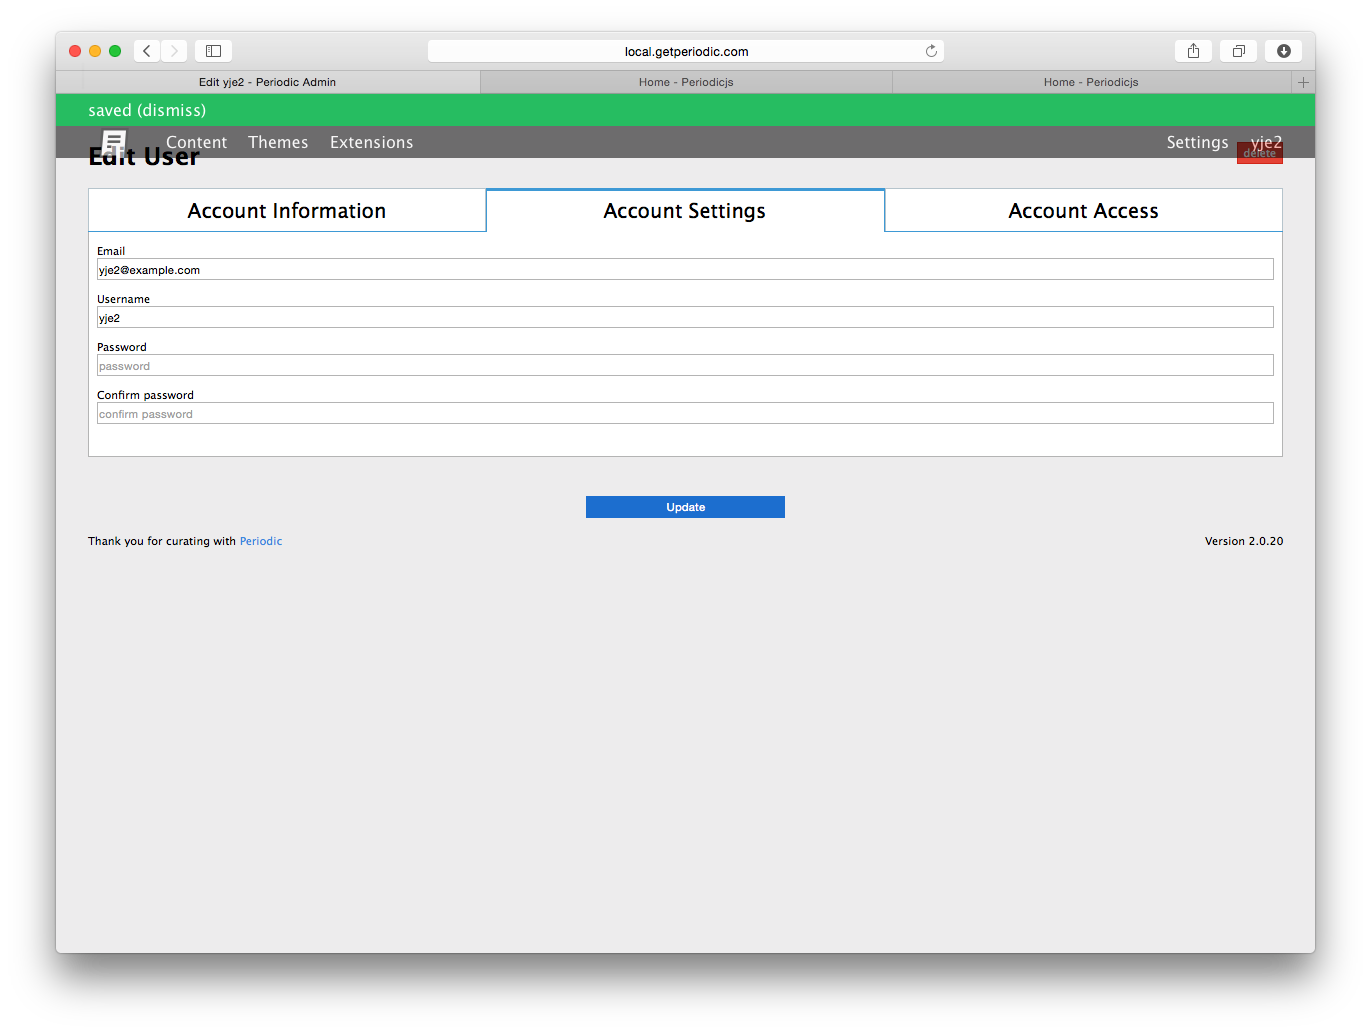 local.getperiodic.com
Edit yje2 - Periodic Admin
Home - Periodicjs
Home - Periodicjs
saved (dismiss)
Content Themes Extensions
Settings yje2
Edit User
delete
Account Information
Account Settings
Account Access
Email
yje2@example.com
Username
yje2
Password
password
Confirm password
confirm password
Update
Thank you for curating with Periodic
Version 2.0.20